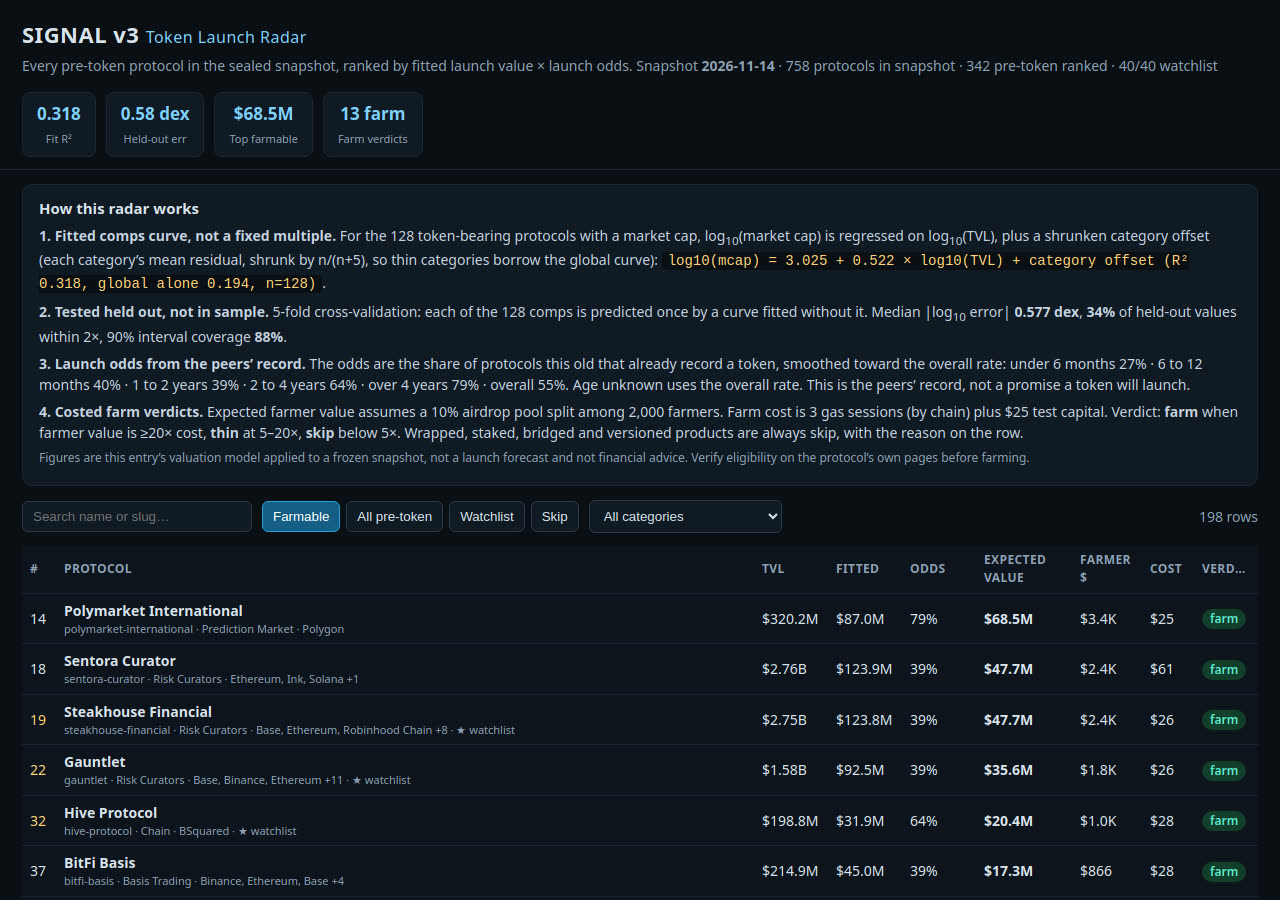 SIGNAL v3 Token Launch Radar
Every pre-token protocol in the sealed snapshot, ranked by fitted launch value × launch odds. Snapshot 2026-11-14 · 758 protocols in snapshot · 342 pre-token ranked · 40/40 watchlist
0.318
Fit R²
0.58 dex
Held-out err
$68.5M
Top farmable
13 farm
Farm verdicts
How this radar works
1. Fitted comps curve, not a fixed multiple. For the 128 token-bearing protocols with a market cap, log10(market cap) is regressed on log10(TVL), plus a shrunken category offset
(each category's mean residual, shrunk by n/(n+5), so thin categories borrow the global curve): log10(mcap) = 3.025 + 0.522 × log10(TVL) + category offset (R²
0.318, global alone 0.194, n=128) .
2. Tested held out, not in sample. 5-fold cross-validation: each of the 128 comps is predicted once by a curve fitted without it. Median |log10 error| 0.577 dex, 34% of held-out values
within 2×, 90% interval coverage 88%.
3. Launch odds from the peers' record. The odds are the share of protocols this old that already record a token, smoothed toward the overall rate: under 6 months 27% · 6 to 12
months 40% · 1 to 2 years 39% · 2 to 4 years 64% · over 4 years 79% · overall 55%. Age unknown uses the overall rate. This is the peers' record, not a promise a token will launch.
4. Costed farm verdicts. Expected farmer value assumes a 10% airdrop pool split among 2,000 farmers. Farm cost is 3 gas sessions (by chain) plus $25 test capital. Verdict: farm when
farmer value is ≥20× cost, thin at 5–20×, skip below 5×. Wrapped, staked, bridged and versioned products are always skip, with the reason on the row.
Figures are this entry's valuation model applied to a frozen snapshot, not a launch forecast and not financial advice. Verify eligibility on the protocol's own pages before farming.
Search name or slug… Farmable All pre-token Watchlist Skip All categories 198 rows
# PROTOCOL TVL FITTED ODDS EXPECTED VALUE FARMER $ COST VERD…
14 Polymarket International $320.2M $87.0M 79% $68.5M $3.4K $25 farm
polymarket-international · Prediction Market · Polygon
18 Sentora Curator $2.76B $123.9M 39% $47.7M $2.4K $61 farm
sentora-curator · Risk Curators · Ethereum, Ink, Solana +1
19 Steakhouse Financial $2.75B $123.8M 39% $47.7M $2.4K $26 farm
steakhouse-financial · Risk Curators · Base, Ethereum, Robinhood Chain +8 · ★ watchlist
22 Gauntlet $1.58B $92.5M 39% $35.6M $1.8K $26 farm
gauntlet · Risk Curators · Base, Binance, Ethereum +11 · ★ watchlist
32 Hive Protocol $198.8M $31.9M 64% $20.4M $1.0K $28 farm
hive-protocol · Chain · BSquared · ★ watchlist
37 BitFi Basis $214.9M $45.0M 39% $17.3M $866 $28 farm
bitfi-basis · Basis Trading · Binance, Ethereum, Base +4